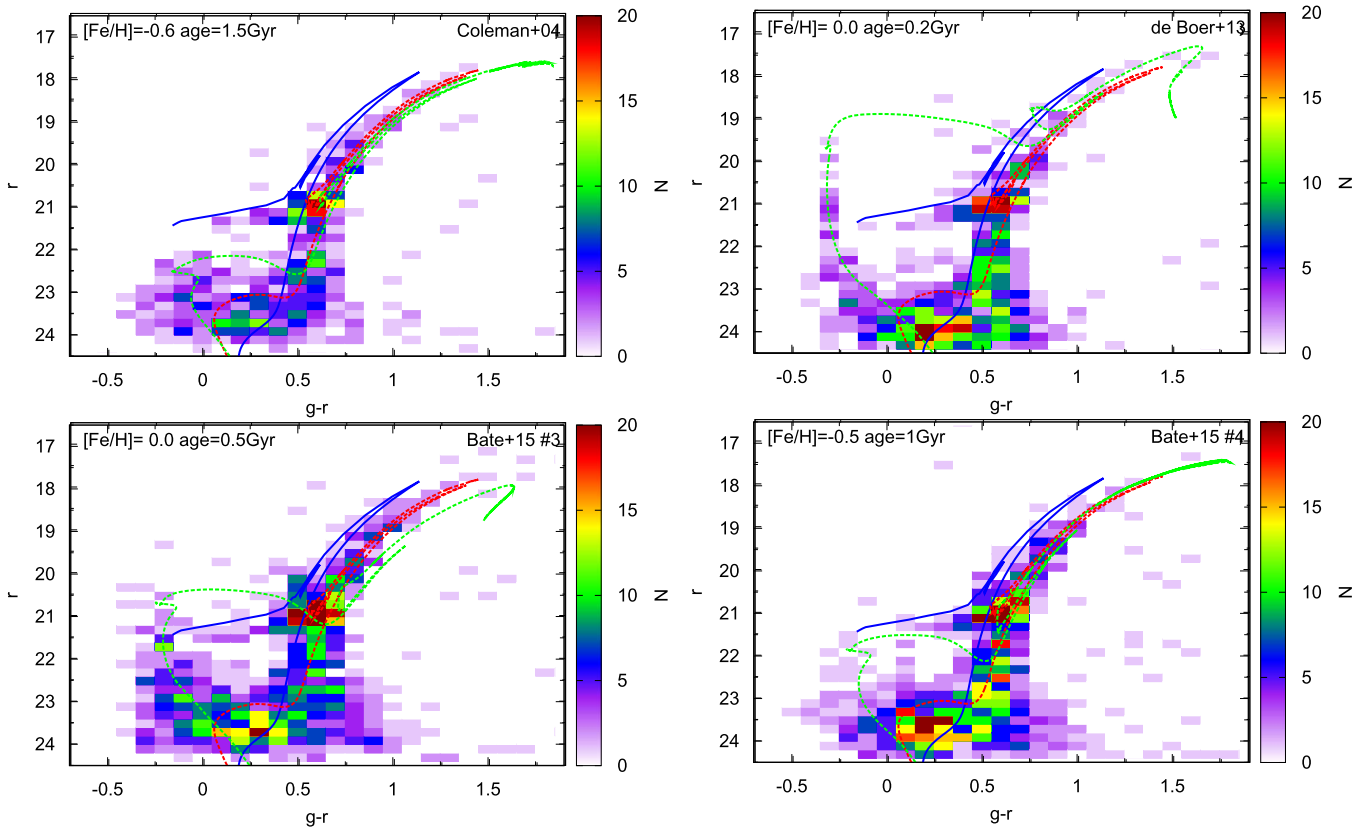 [Fe/H]=-0.6 age=1.5Gyr Coleman+04
17
18
19
20
21
22
23
24
r
-0.5 0 0.5 1 1.5
g-r
20
15
10
5
0
N
[Fe/H]= 0.0 age=0.2Gyr de Boer+13
17
18
19
20
21
22
23
24
r
-0.5 0 0.5 1 1.5
g-r
20
15
10
5
0
N
[Fe/H]= 0.0 age=0.5Gyr Bate+15 #3
17
18
19
20
21
22
23
24
r
-0.5 0 0.5 1 1.5
g-r
20
15
10
5
0
N
[Fe/H]=-0.5 age=1Gyr Bate+15 #4
17
18
19
20
21
22
23
24
r
-0.5 0 0.5 1 1.5
g-r
20
15
10
5
0
N